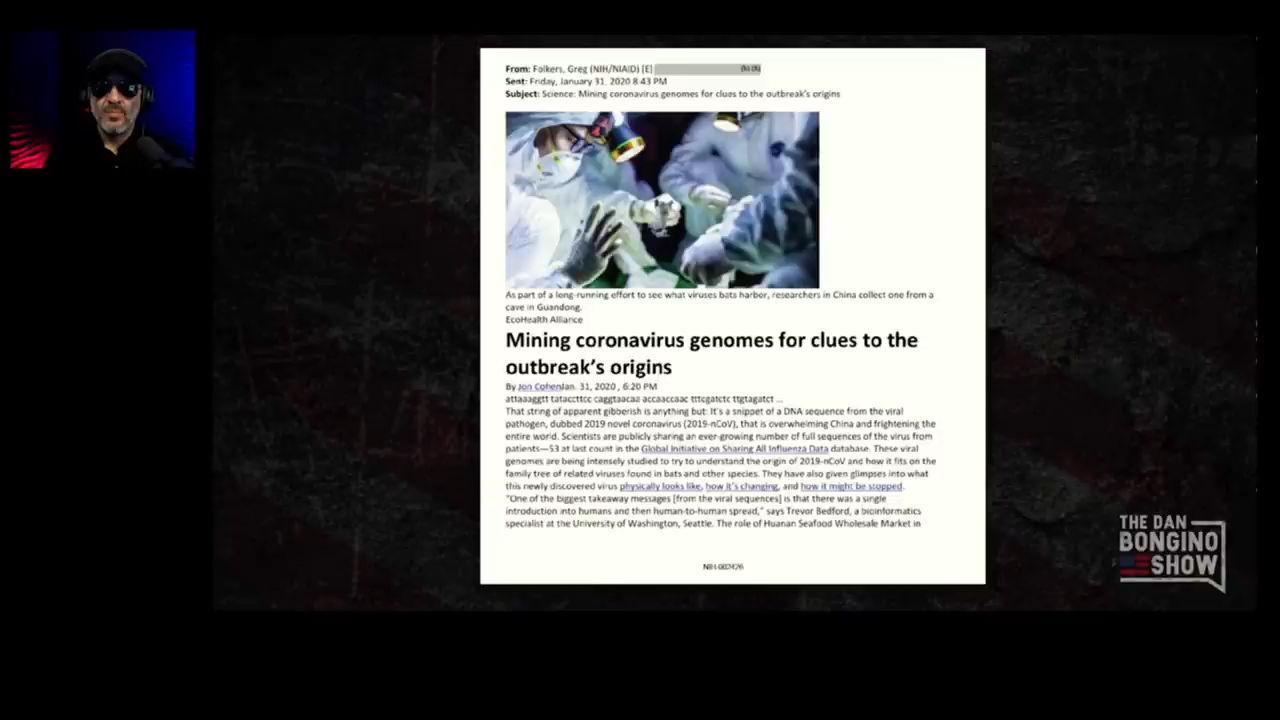 From: Folkers, Greg (NIH/NIAID) [E] (b) (6)
Sent: Friday, January 31, 2020 8:43 PM
Subject: Science: Mining coronavirus genomes for clues to the outbreak's origins
As part of a long-running effort to see what viruses bats harbor, researchers in China collect one from a
cave in Guandong.
EcoHealth Alliance
Mining coronavirus genomes for clues to the
outbreak's origins
By Jon CohenJan. 31, 2020 , 6:20 PM
attaaaggtt tataccttcc caggtaacaa accaaccaac tttcgatctc ttgtagatct ...
That string of apparent gibberish is anything but: It's a snippet of a DNA sequence from the viral
pathogen, dubbed 2019 novel coronavirus (2019-nCoV), that is overwhelming China and frightening the
entire world. Scientists are publicly sharing an ever-growing number of full sequences of the virus from
patients—53 at last count in the Global Initiative on Sharing All Influenza Data database. These viral
genomes are being intensely studied to try to understand the origin of 2019-nCoV and how it fits on the
family tree of related viruses found in bats and other species. They have also given glimpses into what
this newly discovered virus physically looks like, how it's changing, and how it might be stopped.
"One of the biggest takeaway messages [from the viral sequences] is that there was a single
introduction into humans and then human-to-human spread," says Trevor Bedford, a bioinformatics
specialist at the University of Washington, Seattle. The role of Huanan Seafood Wholesale Market in
NIH-002426
THE DAN
BONGINO
SHOW